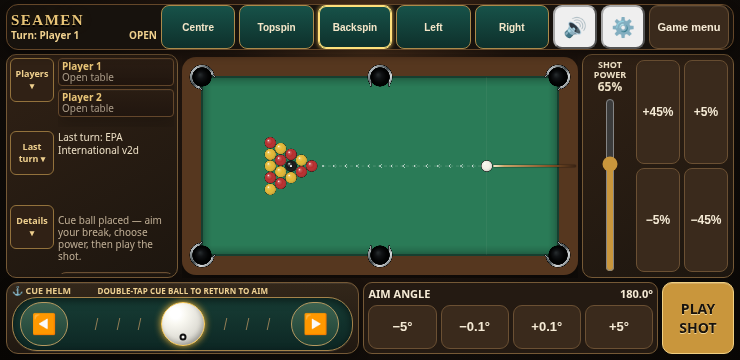 SEAMEN
Turn: Player 1
OPEN
Centre
Topspin
Backspin
Left
Right
Game menu
Players
▼
Player 1
Open table
Player 2
Open table
Last
turn ▼
Last turn: EPA
International v2d
Details
▼
Cue ball placed — aim
your break, choose
power, then play the
shot.
SHOT
POWER
65%
+45%
+5%
−5%
−45%
⚓ CUE HELM
DOUBLE-TAP CUE BALL TO RETURN TO AIM
AIM ANGLE
180.0°
−5°
−0.1°
+0.1°
+5°
PLAY
SHOT